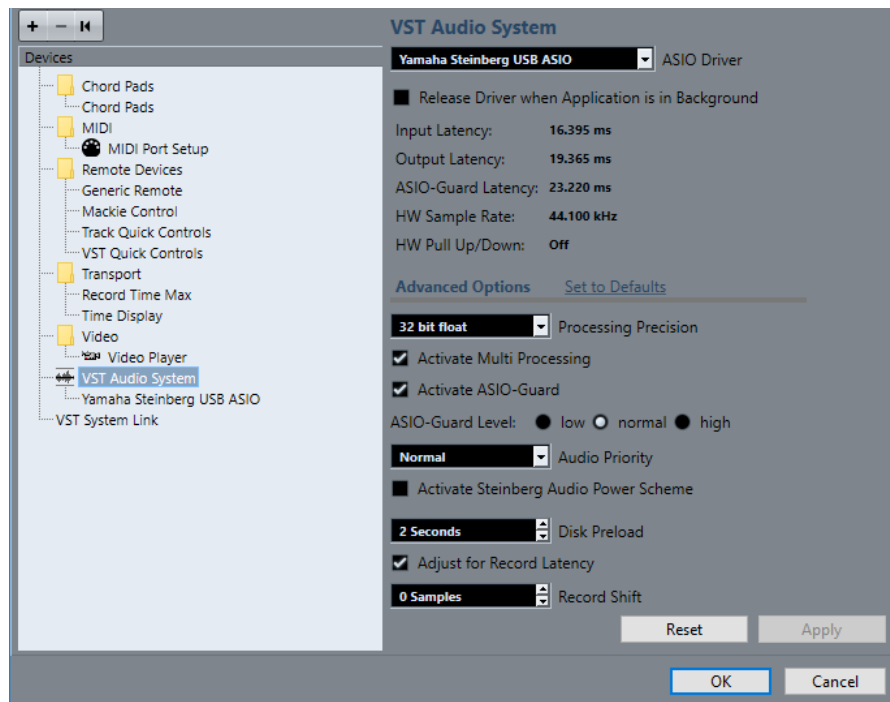 Devices
Chord Pads
Chord Pads
MIDI
MIDI Port Setup
Remote Devices
Generic Remote
Mackie Control
Track Quick Controls
VST Quick Controls
Transport
Record Time Max
Time Display
Video
Video Player
VST Audio System
Yamaha Steinberg USB ASIO
VST System Link
VST Audio System
Yamaha Steinberg USB ASIO ASIO Driver
Release Driver when Application is in Background
Input Latency: 16.395 ms
Output Latency: 19.365 ms
ASIO-Guard Latency: 23.220 ms
HW Sample Rate: 44.100 kHz
HW Pull Up/Down: Off
Advanced Options Set to Defaults
32 bit float Processing Precision
Activate Multi Processing
Activate ASIO-Guard
ASIO-Guard Level: low normal high
Normal Audio Priority
Activate Steinberg Audio Power Scheme
2 Seconds Disk Preload
Adjust for Record Latency
0 Samples Record Shift
Reset Apply
OK Cancel